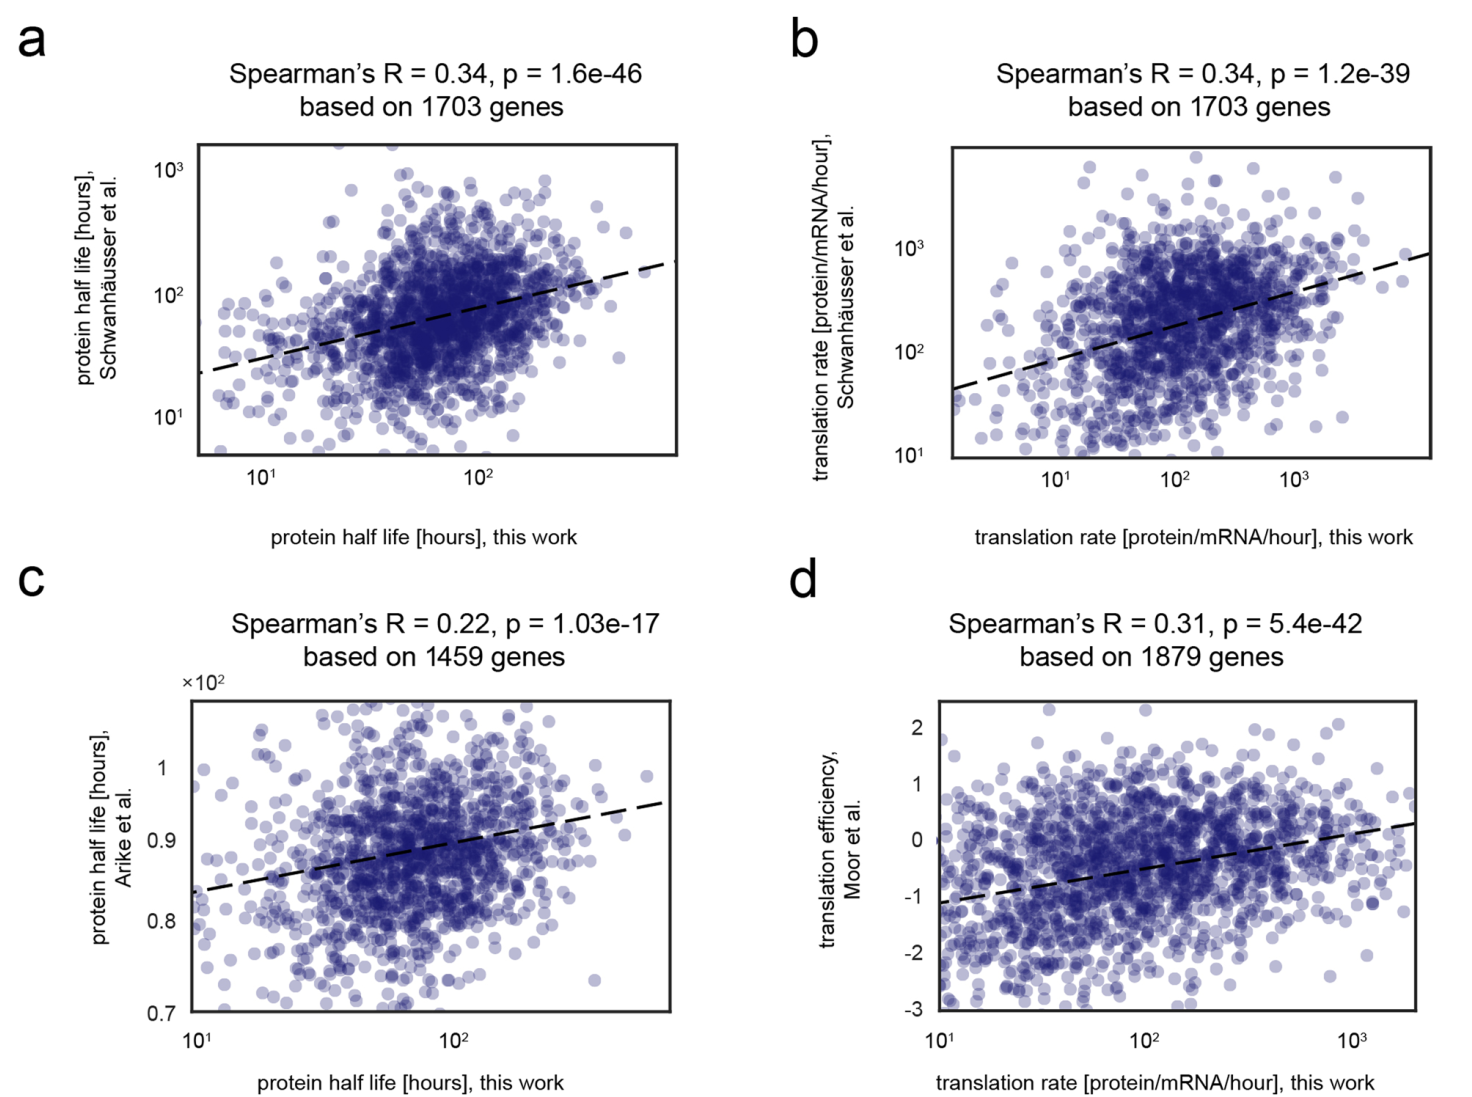 a
Spearman's R = 0.34, p = 1.6e-46
based on 1703 genes
protein half life [hours],
Schwanhäusser et al.
10³
10²
10¹
10¹ 10²
protein half life [hours], this work
b
Spearman's R = 0.34, p = 1.2e-39
based on 1703 genes
translation rate [protein/mRNA/hour],
Schwanhäusser et al.
10³
10²
10¹
10¹ 10² 10³
translation rate [protein/mRNA/hour], this work
c
Spearman's R = 0.22, p = 1.03e-17
based on 1459 genes
×10²
protein half life [hours],
Arike et al.
1
0.9
0.8
0.7
10¹ 10²
protein half life [hours], this work
d
Spearman's R = 0.31, p = 5.4e-42
based on 1879 genes
translation efficiency,
Moor et al.
2
1
0
-1
-2
-3
10¹ 10² 10³
translation rate [protein/mRNA/hour], this work